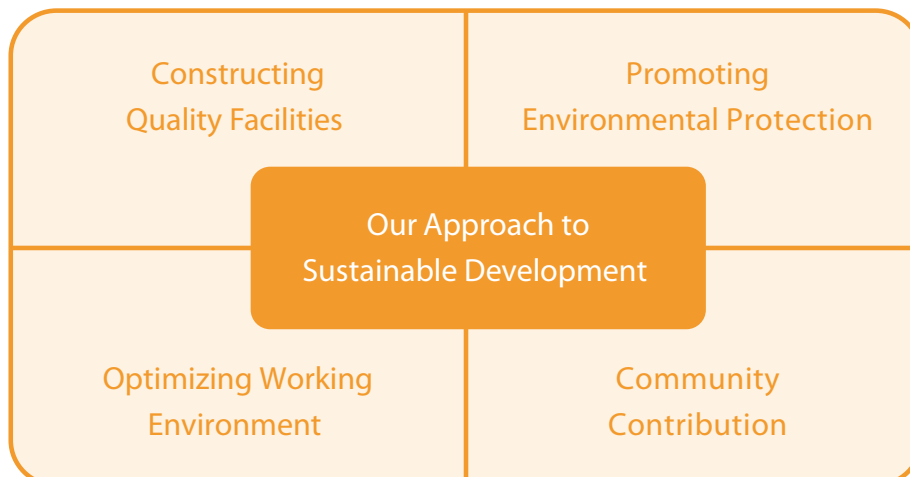 Constructing
Quality Facilities
Promoting
Environmental Protection
Our Approach to
Sustainable Development
Optimizing Working
Environment
Community
Contribution